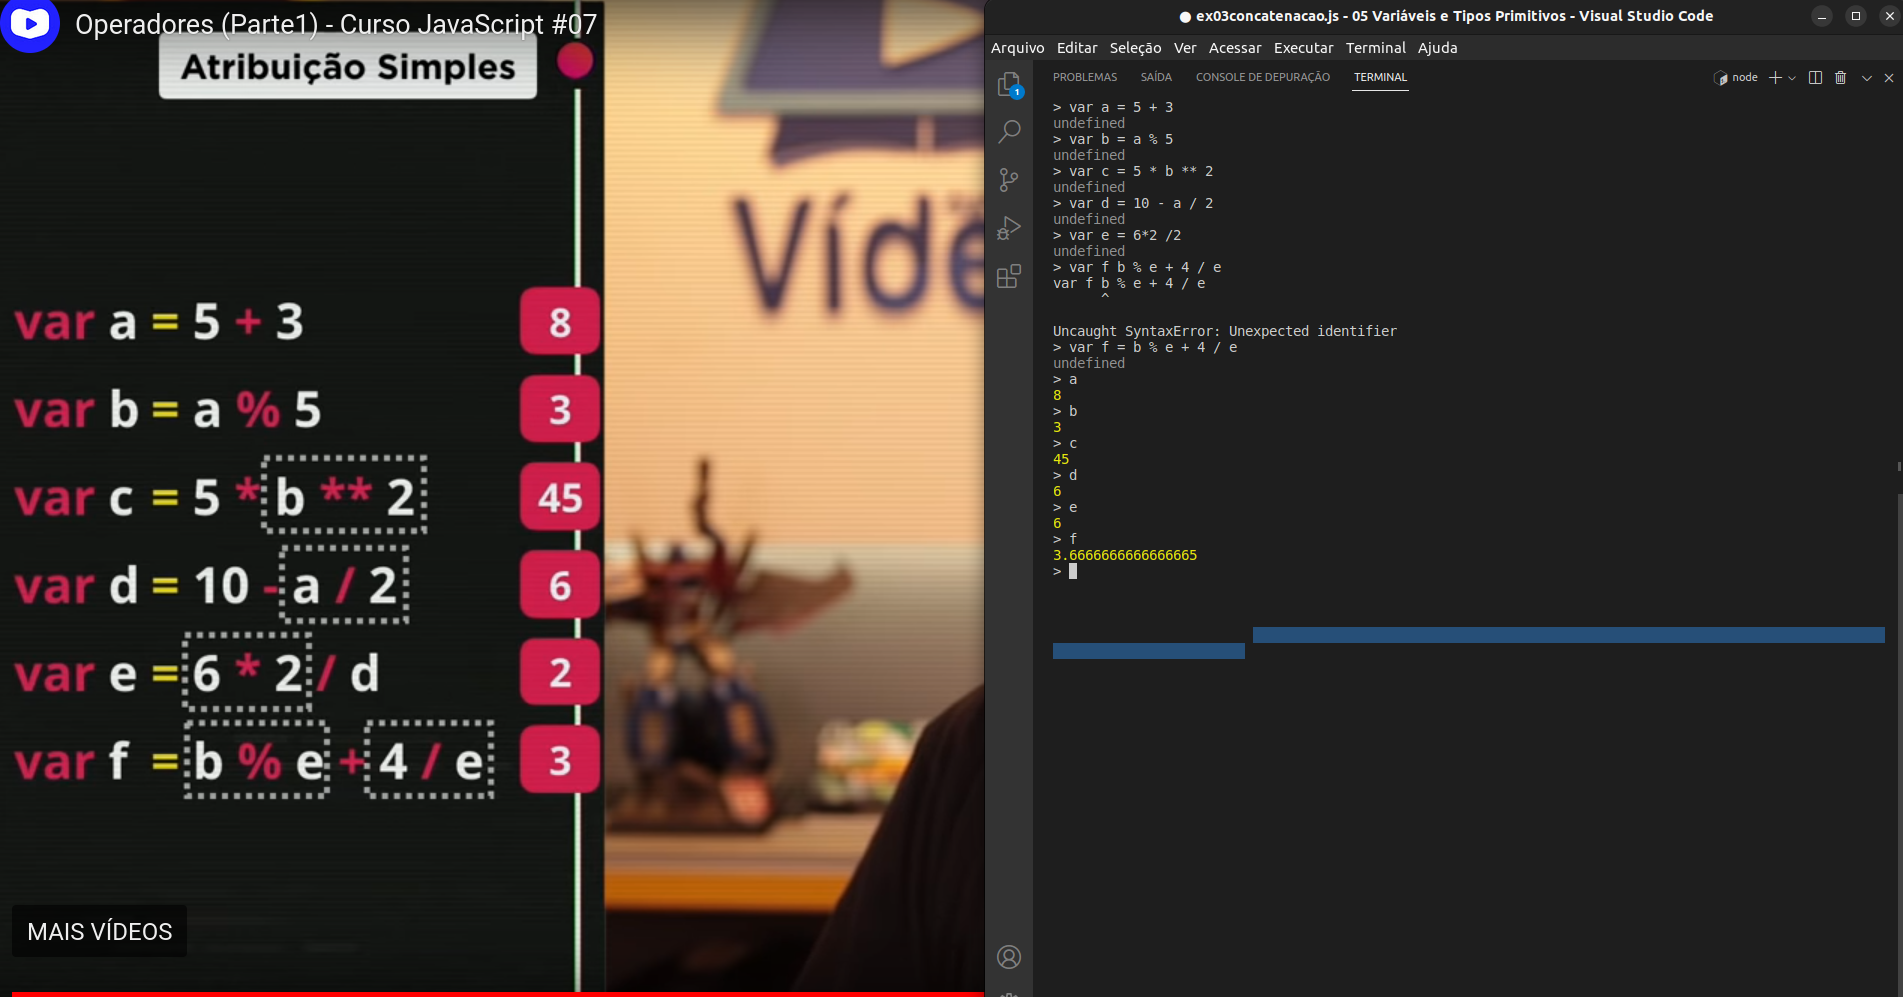 Operadores (Parte1) - Curso JavaScript #07
Atribuição Simples
var a = 5 + 3
8
var b = a % 5
3
var c = 5 * b ** 2
45
var d = 10 - a / 2
6
var e = 6 * 2 / d
2
var f = b % e + 4 / e
3
MAIS VÍDEOS
● ex03concatenacao.js - 05 Variáveis e Tipos Primitivos - Visual Studio Code
Arquivo Editar Seleção Ver Acessar Executar Terminal Ajuda
1
PROBLEMAS SAÍDA CONSOLE DE DEPURAÇÃO TERMINAL
node
> var a = 5 + 3
undefined
> var b = a % 5
undefined
> var c = 5 * b ** 2
undefined
> var d = 10 - a / 2
undefined
> var e = 6*2 /2
undefined
> var f b % e + 4 / e
var f b % e + 4 / e
^
Uncaught SyntaxError: Unexpected identifier
> var f = b % e + 4 / e
undefined
> a
8
> b
3
> c
45
> d
6
> e
6
> f
3.6666666666666665
>